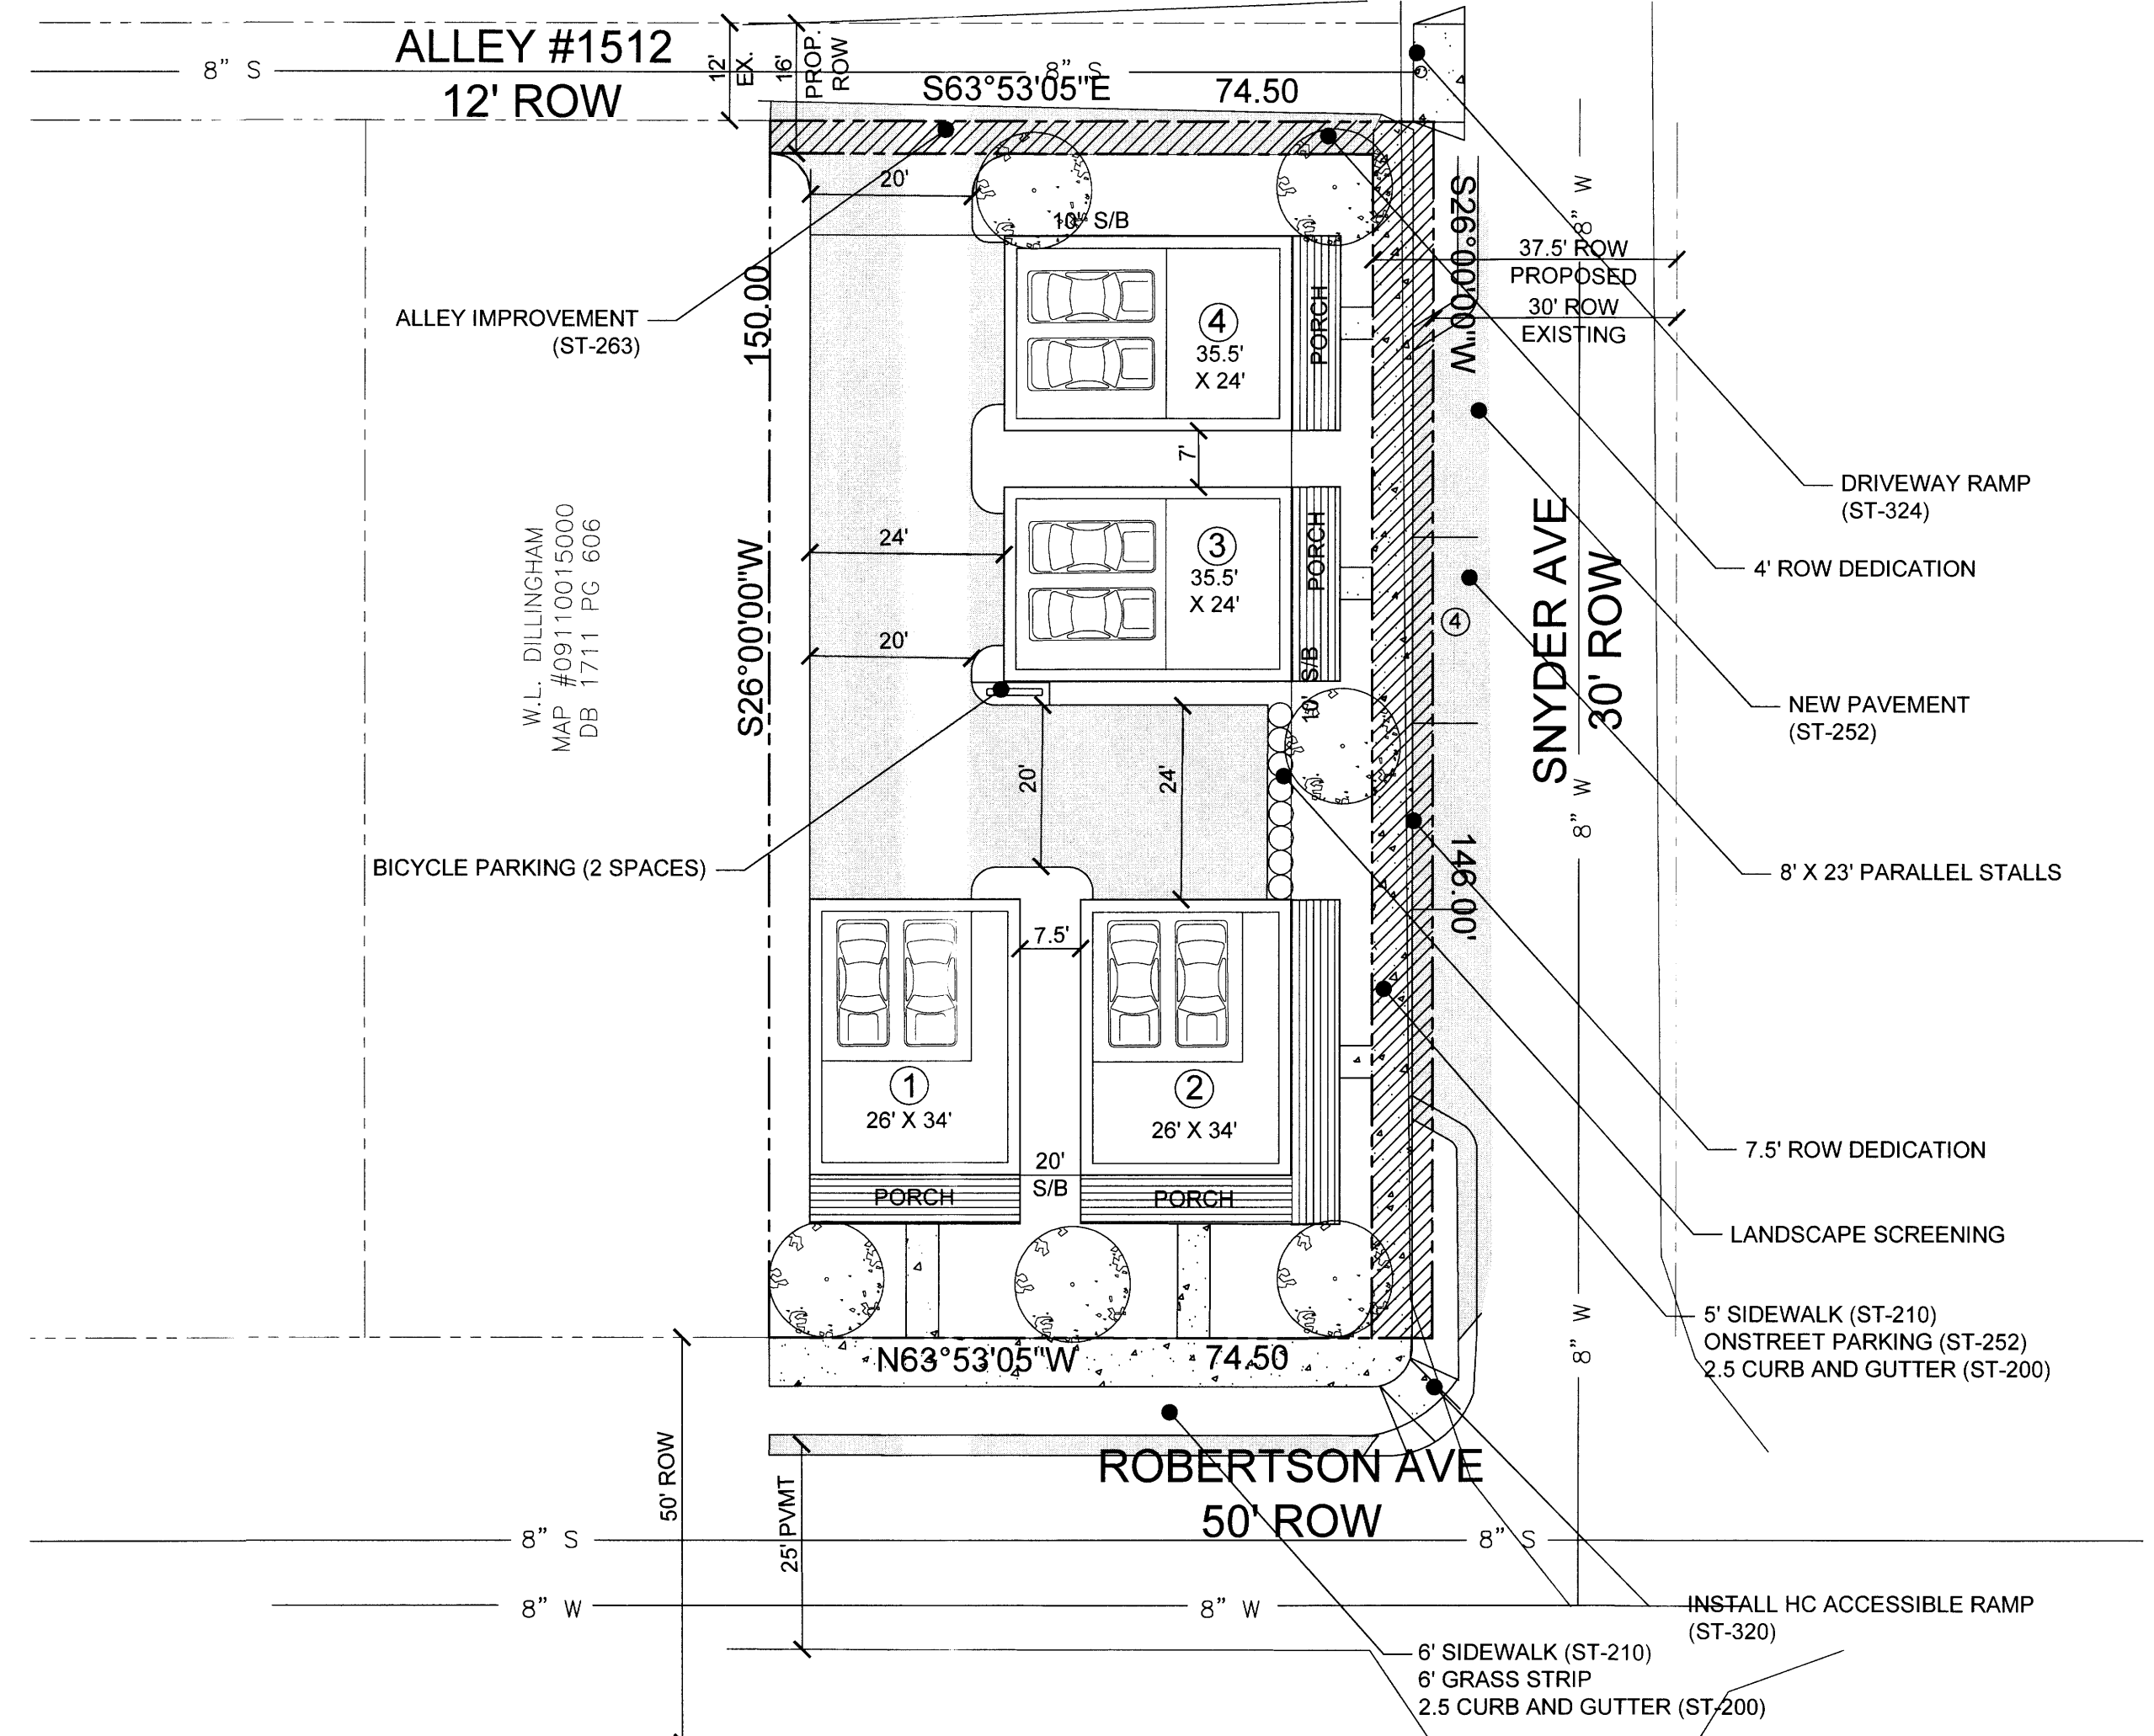 ALLEY #1512
12' ROW
8" S
12'
EX.
16'
PROP.
ROW
8" S
S63°53'05"E
74.50
20'
10' S/B
8" W
8" W
S26°00'00"W
37.5' ROW
PROPOSED
30' ROW
EXISTING
150.00
ALLEY IMPROVEMENT
(ST-263)
4
35.5'
X 24'
PORCH
7'
DRIVEWAY RAMP
(ST-324)
4' ROW DEDICATION
W.L. DILLINGHAM
MAP #091110015000
DB 1711 PG 606
S26°00'00"W
24'
3
35.5'
X 24'
PORCH
4
SNYDER AVE
30' ROW
20'
10' S/B
NEW PAVEMENT
(ST-252)
20'
24'
8" W
146.00'
BICYCLE PARKING (2 SPACES)
8' X 23' PARALLEL STALLS
7.5'
1
26' X 34'
2
26' X 34'
20'
S/B
PORCH
PORCH
7.5' ROW DEDICATION
LANDSCAPE SCREENING
8" W
5' SIDEWALK (ST-210)
ONSTREET PARKING (ST-252)
2.5 CURB AND GUTTER (ST-200)
N63°53'05"W
74.50
50' ROW
25' PVMT
ROBERTSON AVE
50' ROW
8" S
8" S
8" W
8" W
INSTALL HC ACCESSIBLE RAMP
(ST-320)
6' SIDEWALK (ST-210)
6' GRASS STRIP
2.5 CURB AND GUTTER (ST-200)